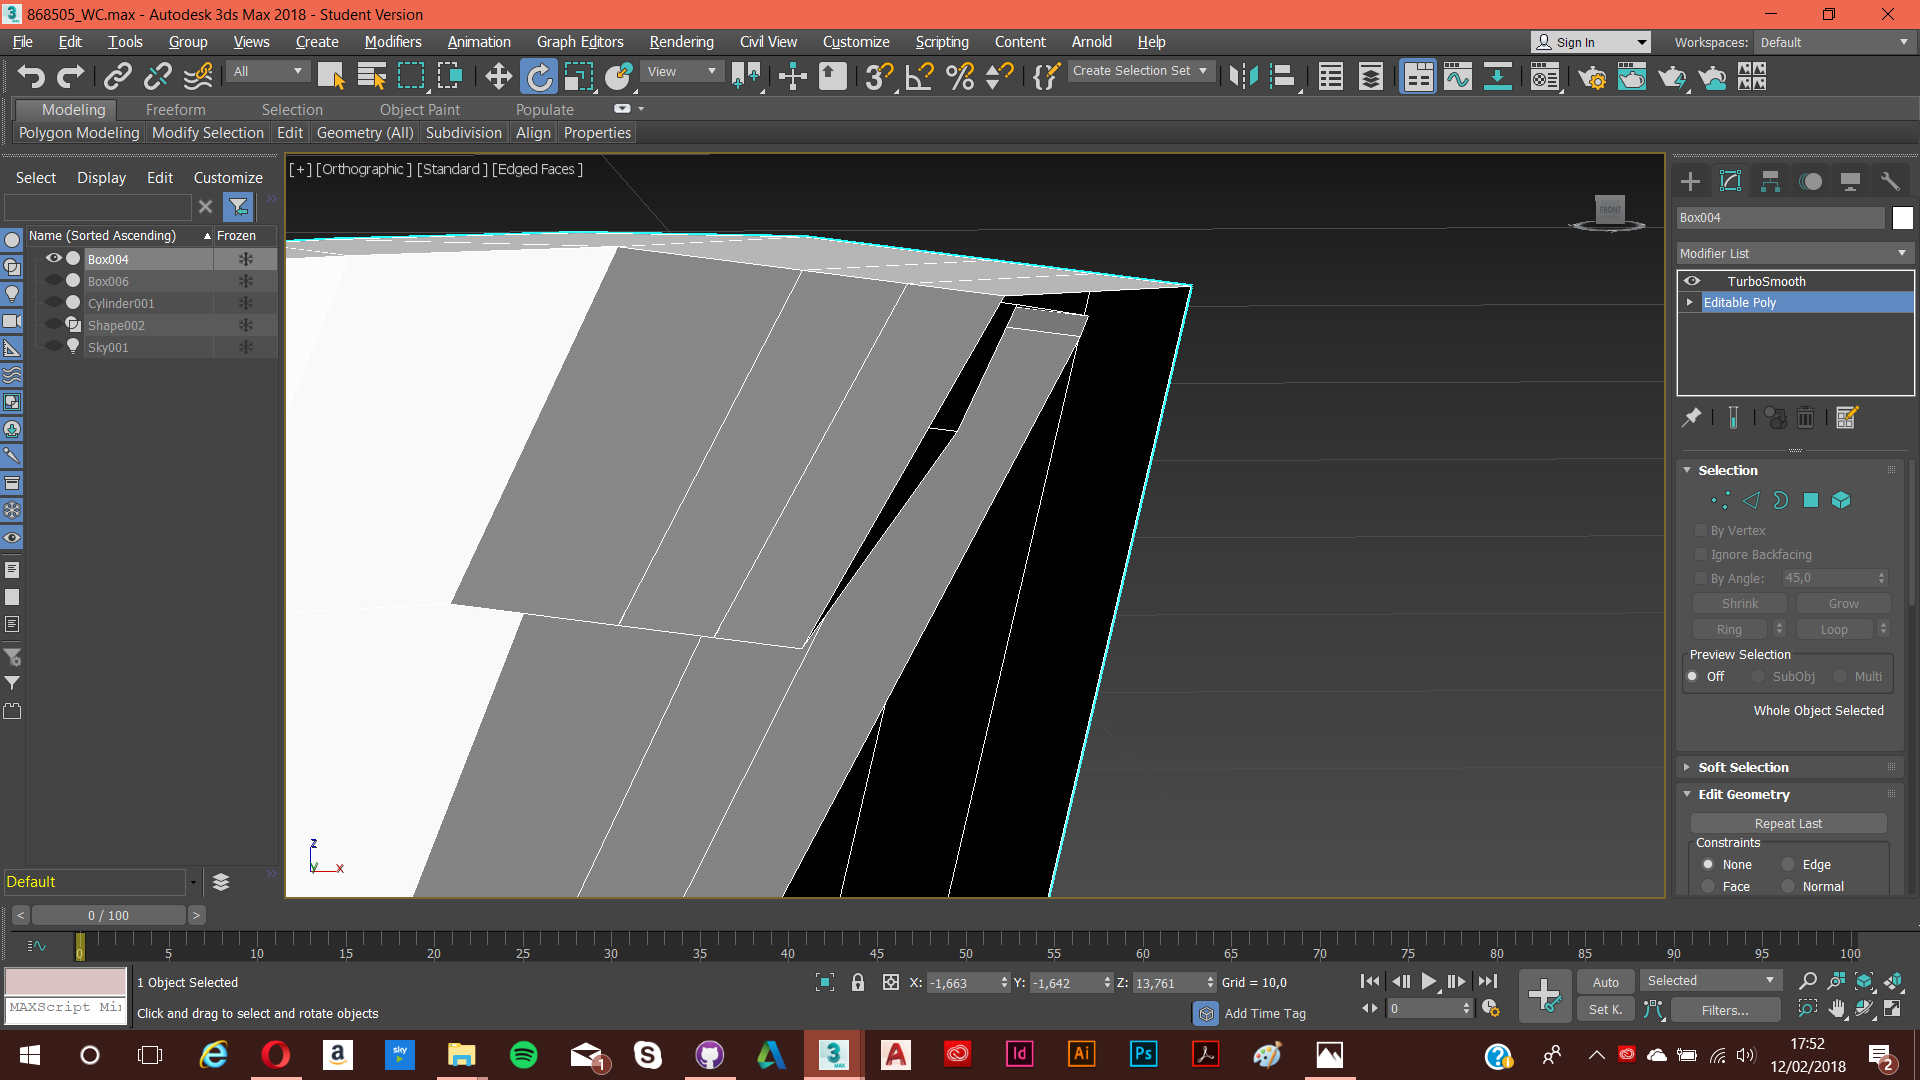 868505_WC.max - Autodesk 3ds Max 2018 - Student Version
File Edit Tools Group Views Create Modifiers Animation Graph Editors Rendering Civil View Customize Scripting Content Arnold Help
Sign In
Workspaces: Default
All
View
Create Selection Set
Modeling Freeform Selection Object Paint Populate
Polygon Modeling Modify Selection Edit Geometry (All) Subdivision Align Properties
Select Display Edit Customize
Name (Sorted Ascending) Frozen
Box004
Box006
Cylinder001
Shape002
Sky001
[+] [Orthographic ] [Standard ] [Edged Faces ]
FRONT
z
y
x
Box004
Modifier List
TurboSmooth
Editable Poly
Selection
By Vertex
Ignore Backfacing
By Angle: 45,0
Shrink Grow
Ring Loop
Preview Selection
Off SubObj Multi
Whole Object Selected
Soft Selection
Edit Geometry
Repeat Last
Constraints
None Edge
Face Normal
Default
< 0 / 100 >
0 5 10 15 20 25 30 35 40 45 50 55 60 65 70 75 80 85 90 95 100
1 Object Selected
X: -1,663 Y: -1,642 Z: 13,761 Grid = 10,0
Auto Selected
MAXScript Mi
Click and drag to select and rotate objects
Add Time Tag
0
Set K. Filters...
17:52
12/02/2018
1
2